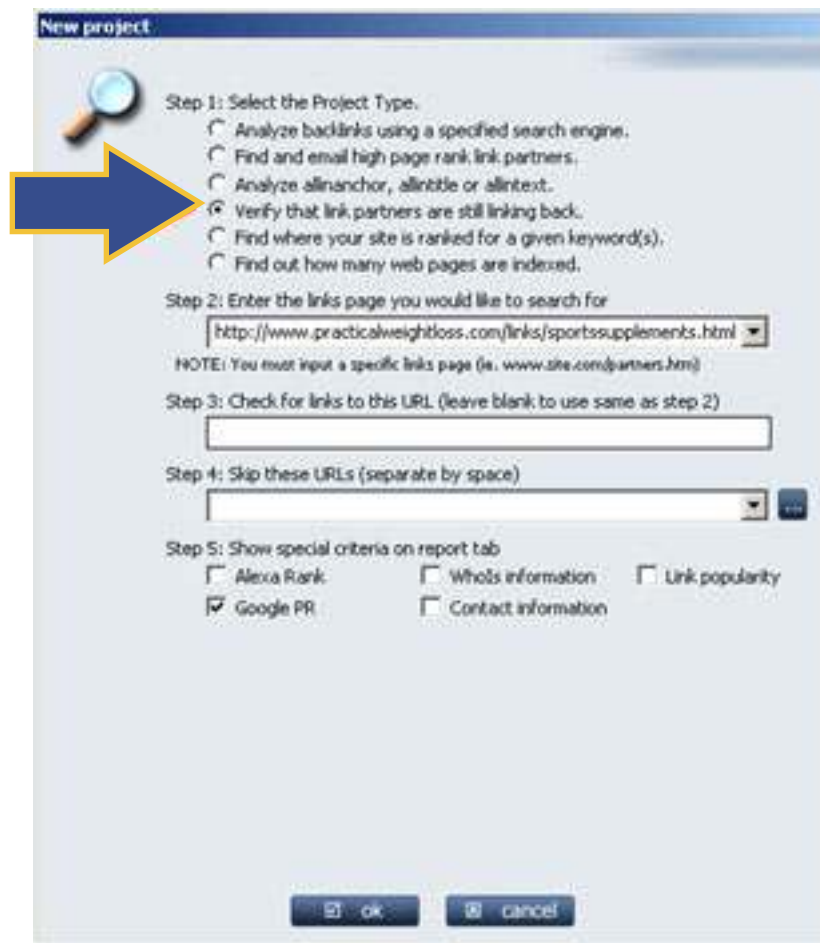 New project
Step 1: Select the Project Type.
Analyze backlinks using a specified search engine.
Find and email high page rank link partners.
Analyze allinanchor, allintitle or allintext.
Verify that link partners are still linking back.
Find where your site is ranked for a given keyword(s).
Find out how many web pages are indexed.
Step 2: Enter the links page you would like to search for
http://www.practicalweightloss.com/links/sportssupplements.html
NOTE: You must input a specific links page (ie. www.site.com/partners.htm)
Step 3: Check for links to this URL (leave blank to use same as step 2)
Step 4: Skip these URLs (separate by space)
...
Step 5: Show special criteria on report tab
Alexa Rank WhoIs information Link popularity
Google PR Contact information
ok cancel